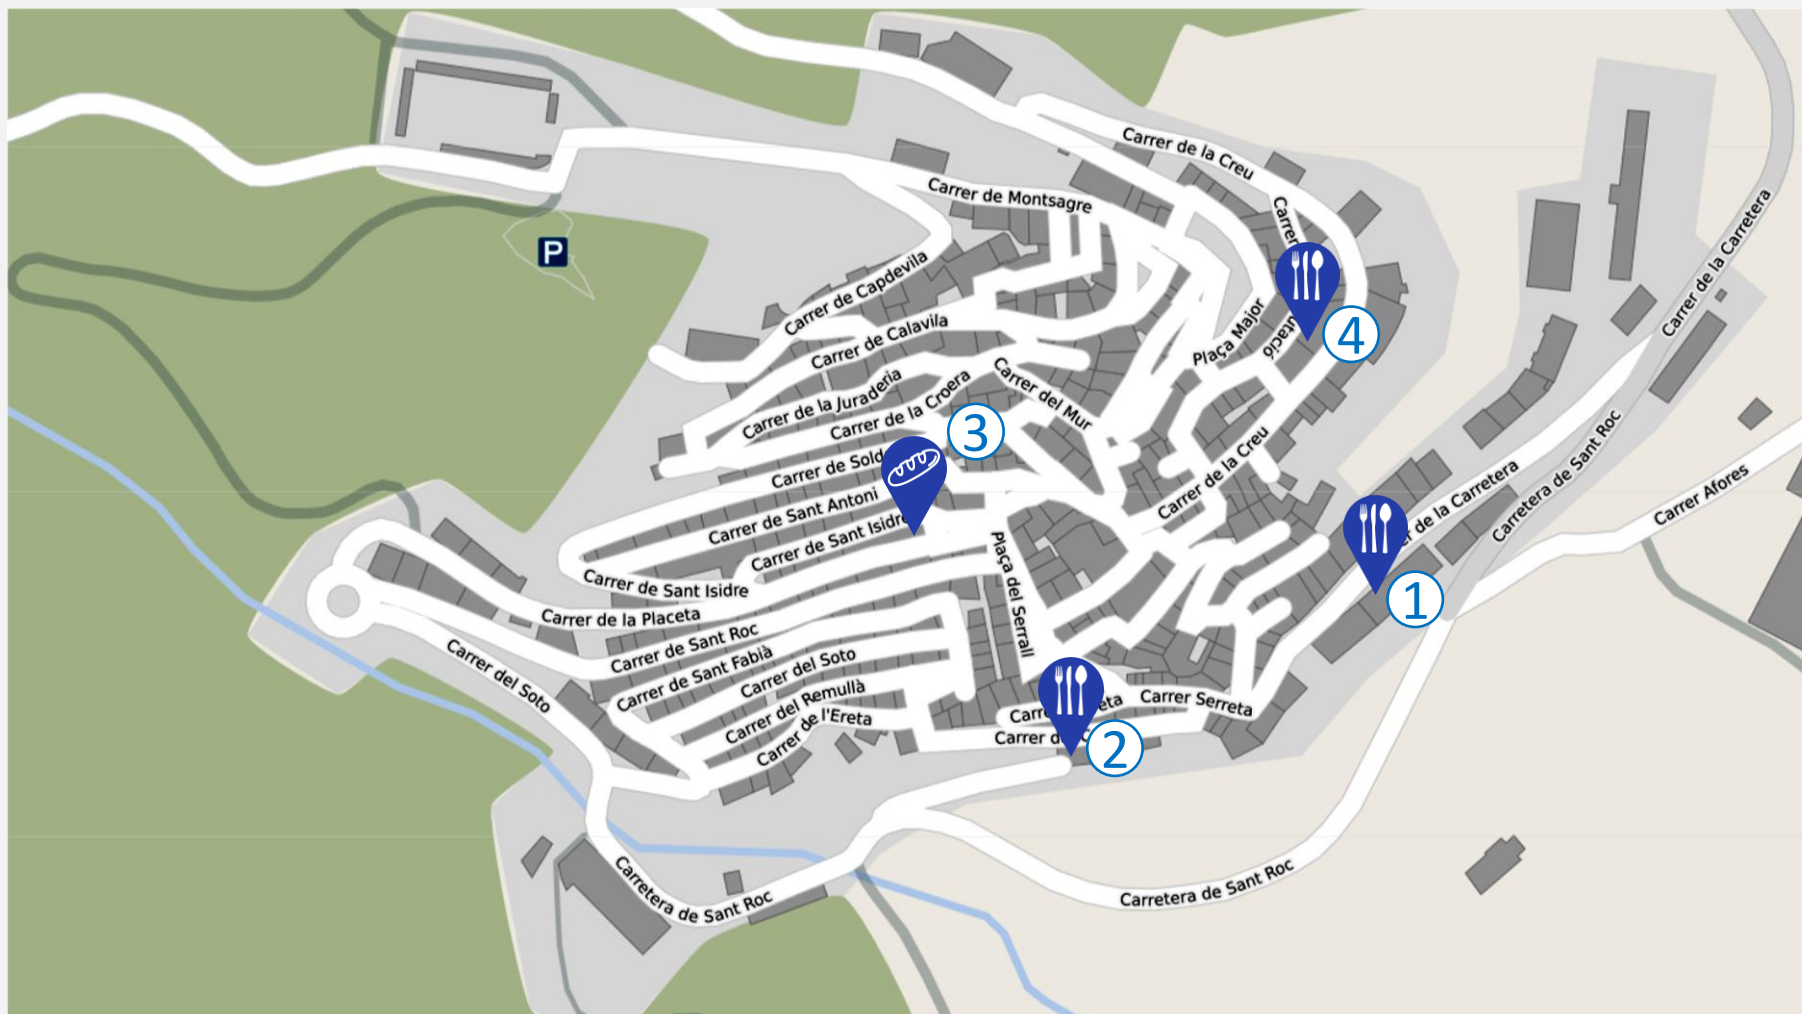 Carrer de la Creu
Carrer de Montsagre
Carrer
P
Carrer de la Carretera
Carrer de Capdevila
Plaça Major
4
Carrer de Calavila
Carrer de la Juraderia
Carrer del Mur
Carrer de la Croera
3
Carrer de la Creu
Carretera de Sant Roc
Carrer de
Carrer de Sant Antoni
de la Carretera
Carrer Afores
Carrer de Sant Isidre
Plaça del Serrall
Carrer de Sant Isidre
1
Carrer de la Placeta
Carrer de Sant Roc
Carrer del Soto
Carrer de Sant Fabià
Carrer del Soto
Carrer del Remullà
Carrer Serreta
Carrer de l'Ereta
2
Carretera de Sant Roc
Carretera de Sant Roc